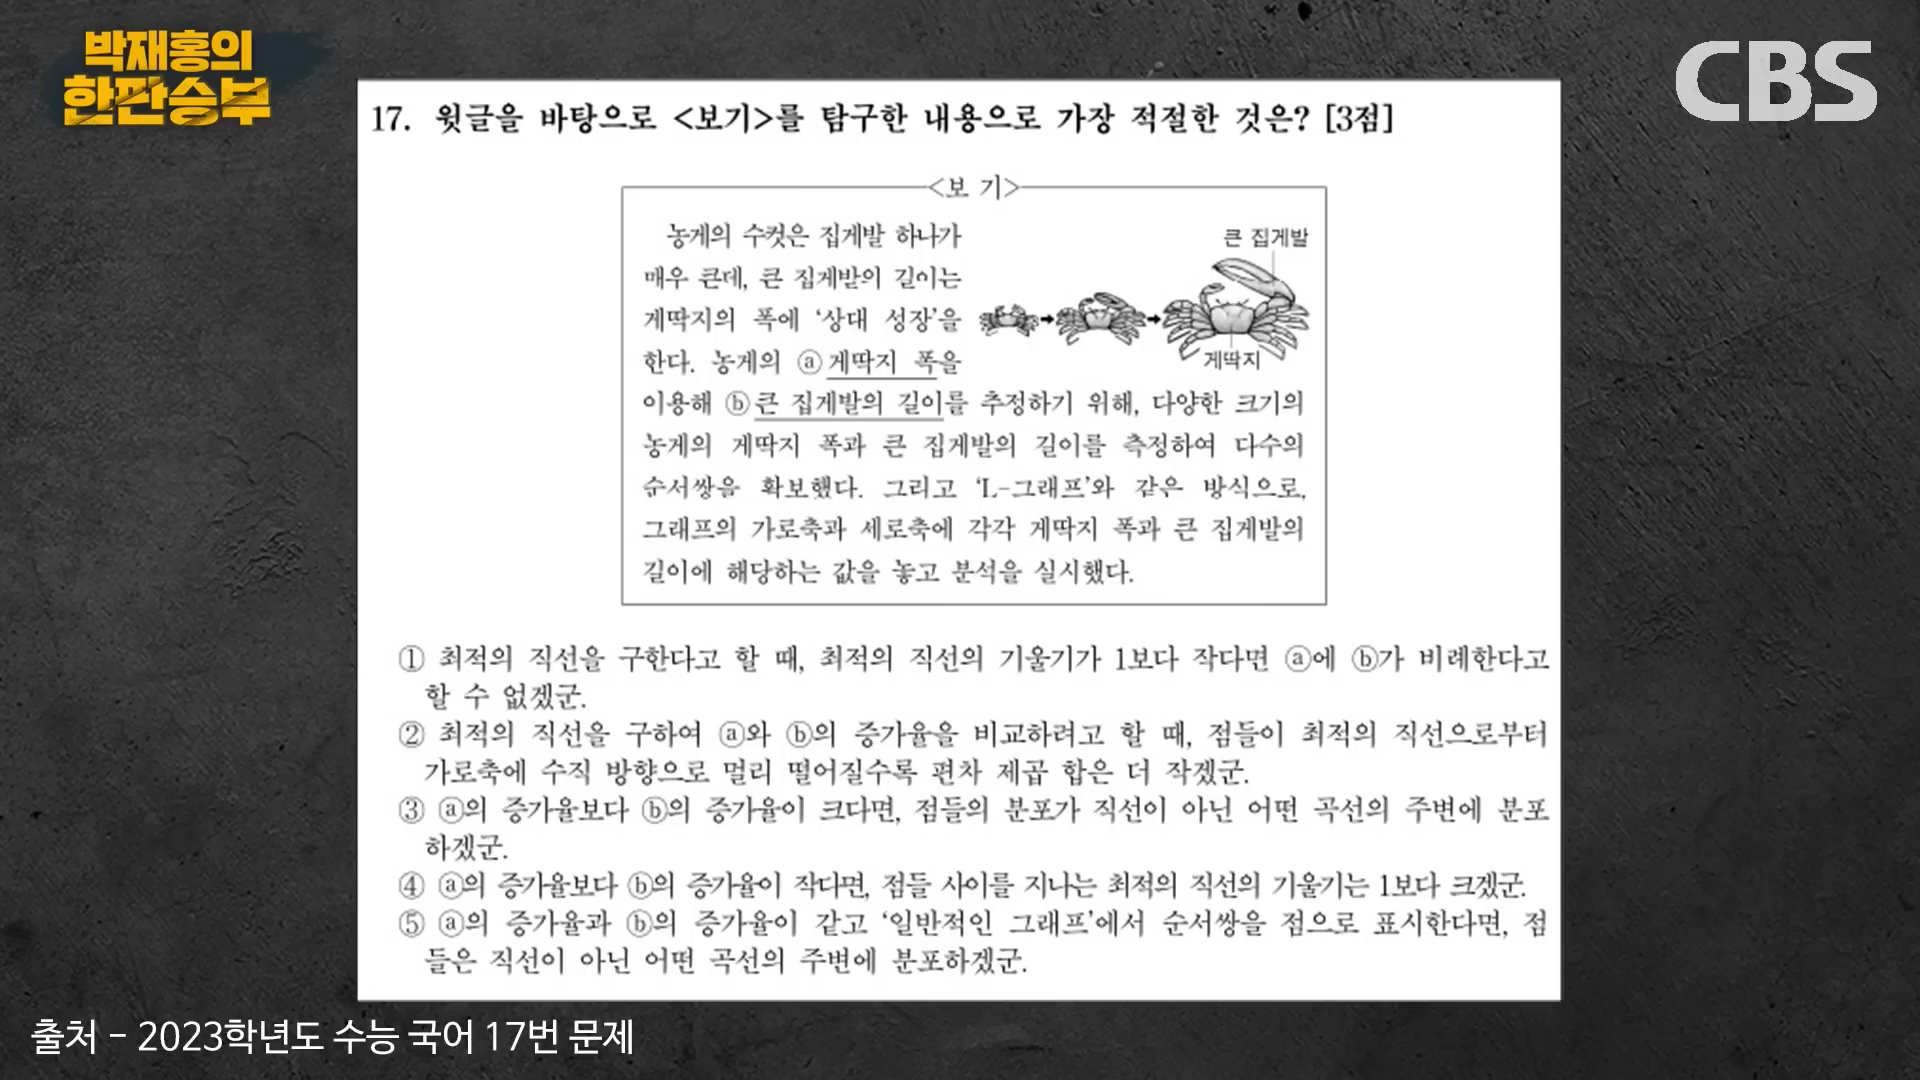 박재홍의
한판승부
CBS
17. 윗글을 바탕으로 <보기>를 탐구한 내용으로 가장 적절한 것은? [3점]
<보 기>
농게의 수컷은 집게발 하나가
매우 큰데, 큰 집게발의 길이는
게딱지의 폭에 ‘상대 성장’을
한다. 농게의 ⓐ게딱지 폭을
이용해 ⓑ큰 집게발의 길이를 추정하기 위해, 다양한 크기의
농게의 게딱지 폭과 큰 집게발의 길이를 측정하여 다수의
순서쌍을 확보했다. 그리고 ‘L-그래프’와 같은 방식으로,
그래프의 가로축과 세로축에 각각 게딱지 폭과 큰 집게발의
길이에 해당하는 값을 놓고 분석을 실시했다.
큰 집게발
게딱지
① 최적의 직선을 구한다고 할 때, 최적의 직선의 기울기가 1보다 작다면 ⓐ에 ⓑ가 비례한다고
할 수 없겠군.
② 최적의 직선을 구하여 ⓐ와 ⓑ의 증가율을 비교하려고 할 때, 점들이 최적의 직선으로부터
가로축에 수직 방향으로 멀리 떨어질수록 편차 제곱 합은 더 작겠군.
③ ⓐ의 증가율보다 ⓑ의 증가율이 크다면, 점들의 분포가 직선이 아닌 어떤 곡선의 주변에 분포
하겠군.
④ ⓐ의 증가율보다 ⓑ의 증가율이 작다면, 점들 사이를 지나는 최적의 직선의 기울기는 1보다 크겠군.
⑤ ⓐ의 증가율과 ⓑ의 증가율이 같고 ‘일반적인 그래프’에서 순서쌍을 점으로 표시한다면, 점
들은 직선이 아닌 어떤 곡선의 주변에 분포하겠군.
출처 - 2023학년도 수능 국어 17번 문제